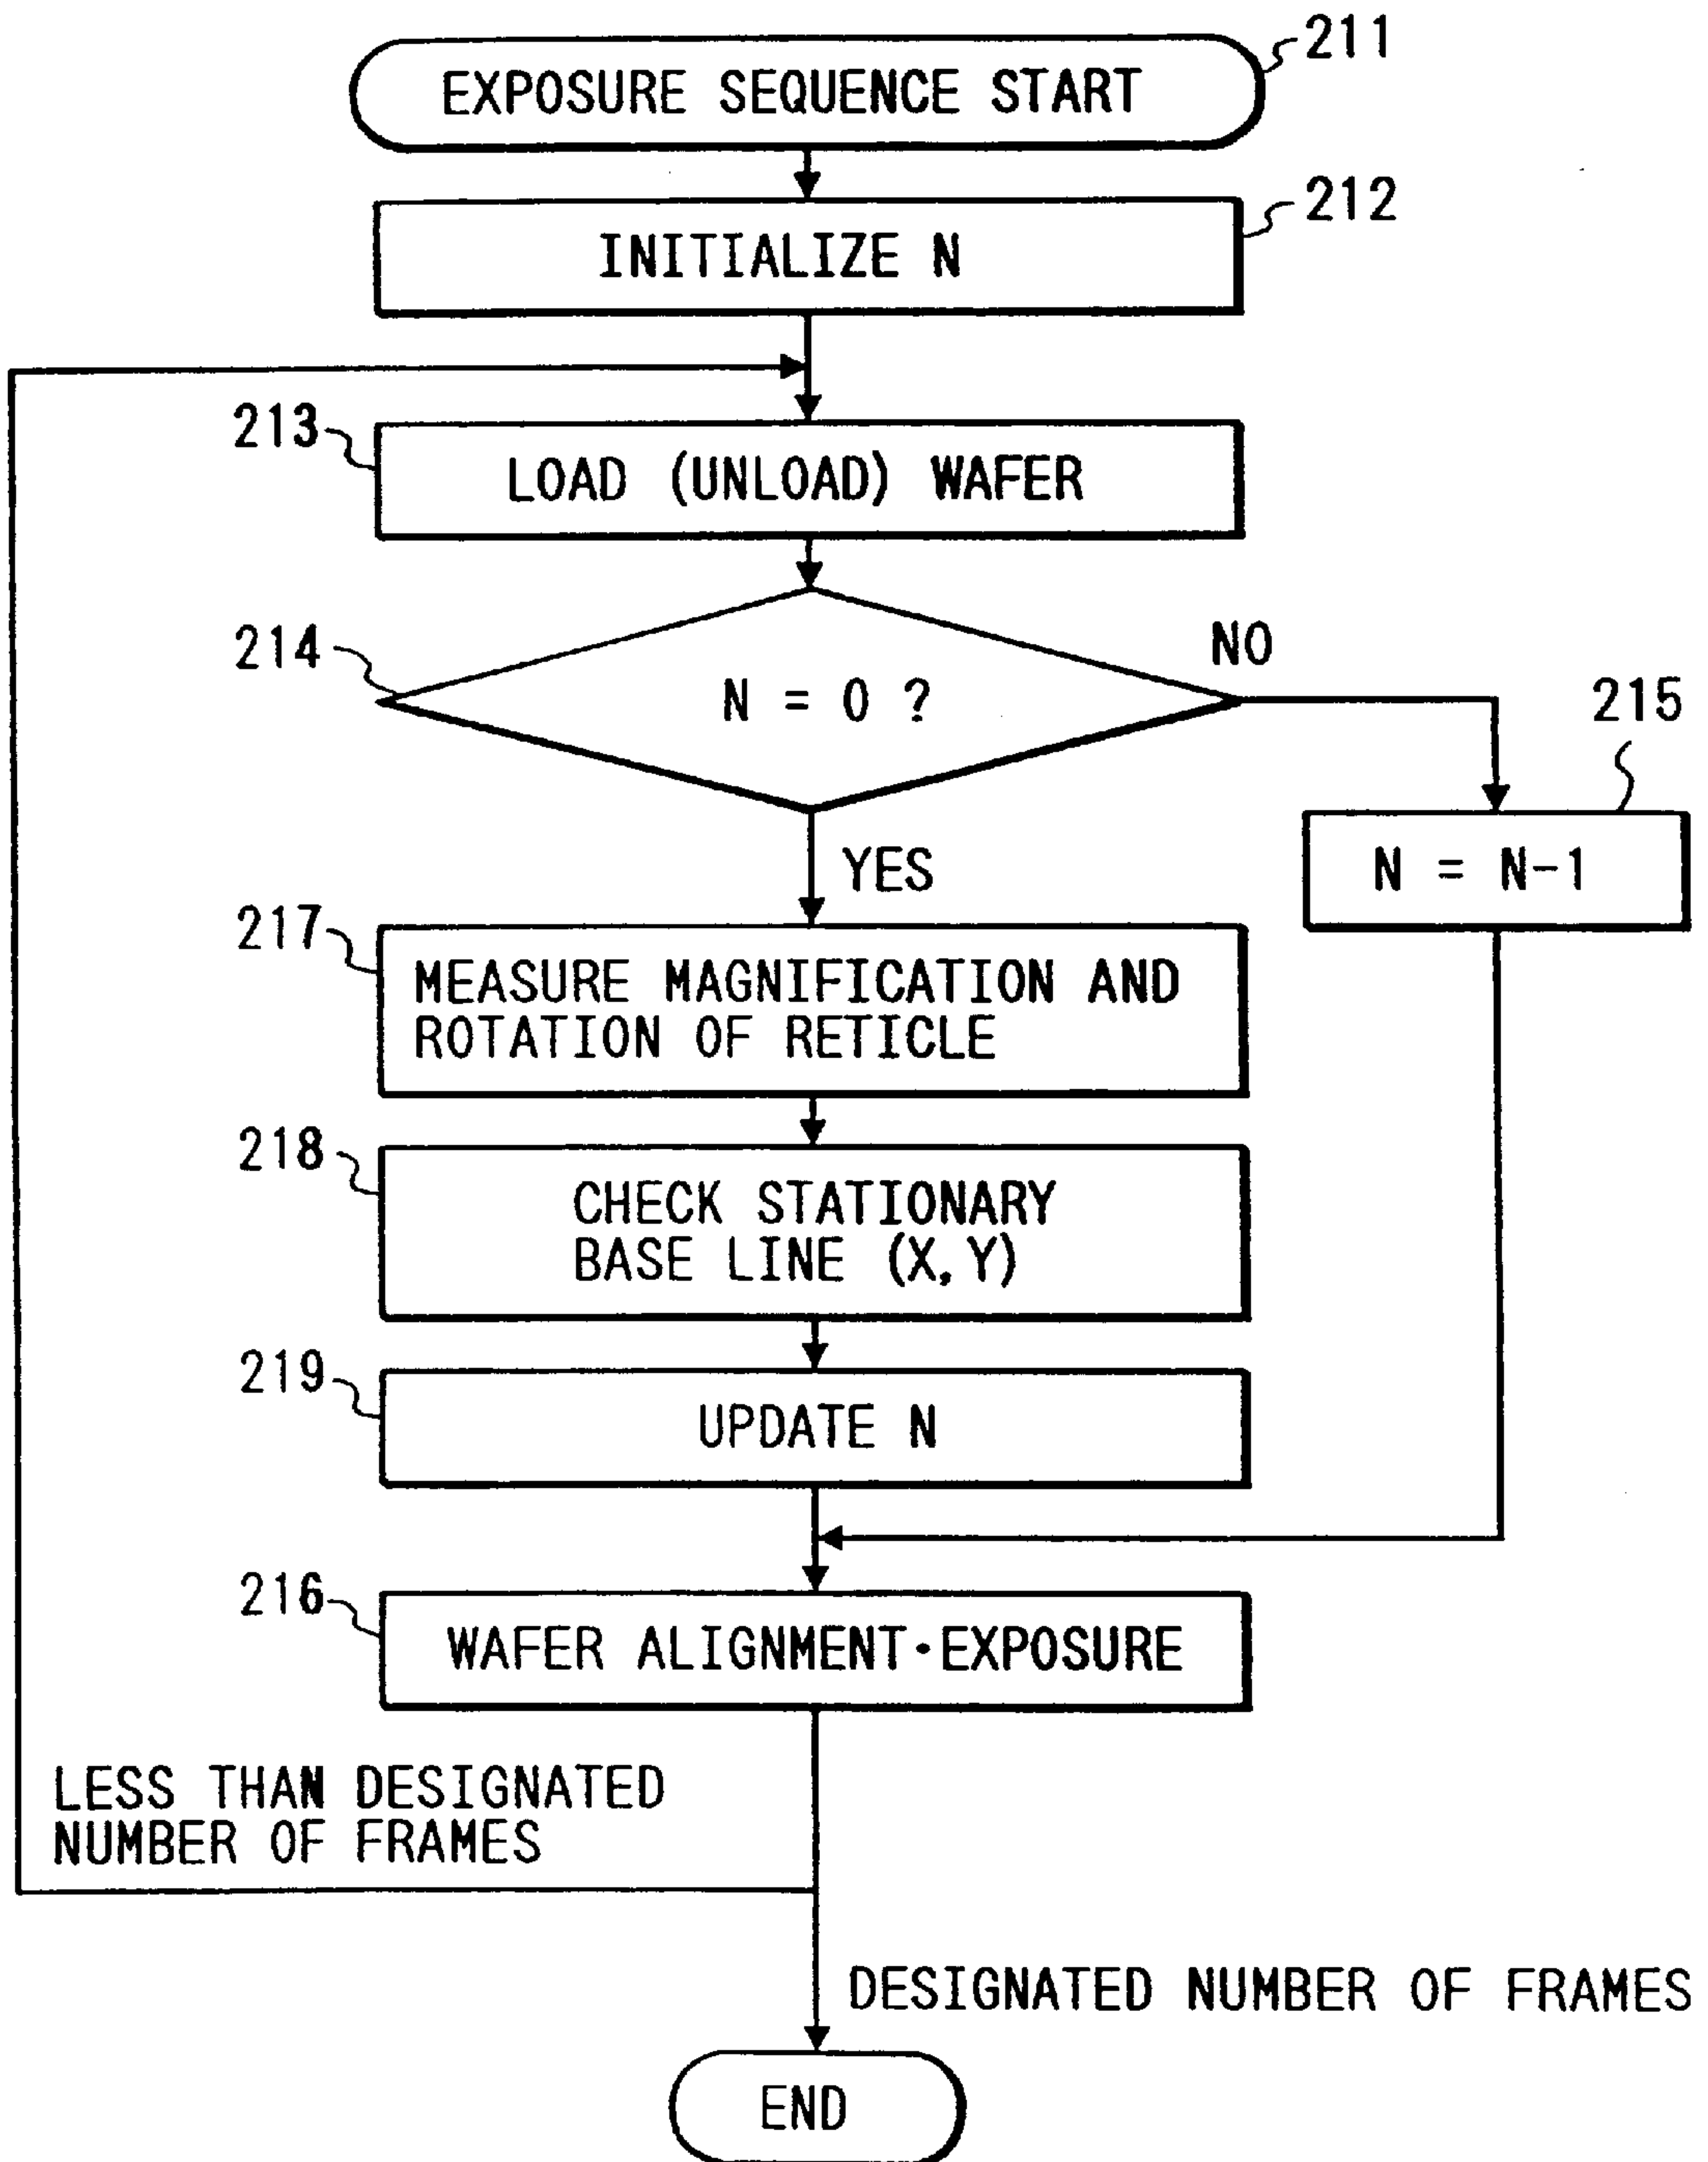 211
EXPOSURE SEQUENCE START
212
INITIALIZE N
213
LOAD (UNLOAD) WAFER
214
N = 0 ?
NO
215
N = N-1
YES
217
MEASURE MAGNIFICATION AND
ROTATION OF RETICLE
218
CHECK STATIONARY
BASE LINE (X, Y)
219
UPDATE N
216
WAFER ALIGNMENT·EXPOSURE
LESS THAN DESIGNATED
NUMBER OF FRAMES
DESIGNATED NUMBER OF FRAMES
END